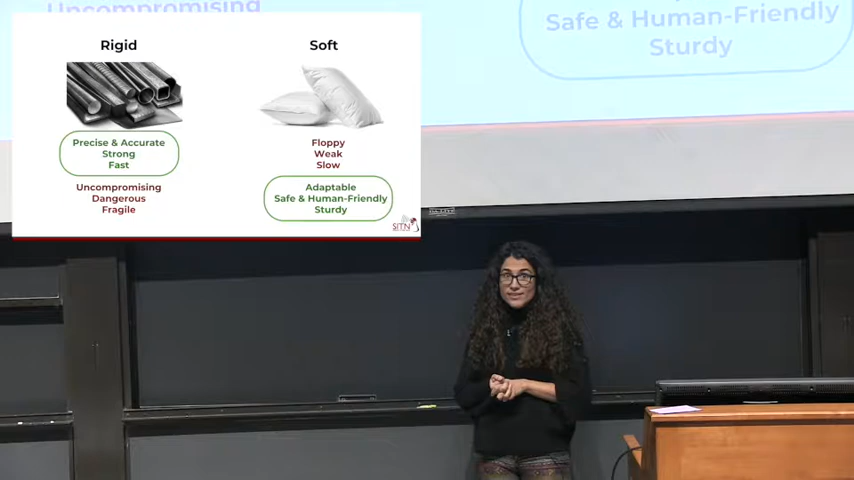 Uncompromising
Safe & Human-Friendly
Sturdy
Rigid
Soft
Precise & Accurate
Strong
Fast
Uncompromising
Dangerous
Fragile
Floppy
Weak
Slow
Adaptable
Safe & Human-Friendly
Sturdy
SITN